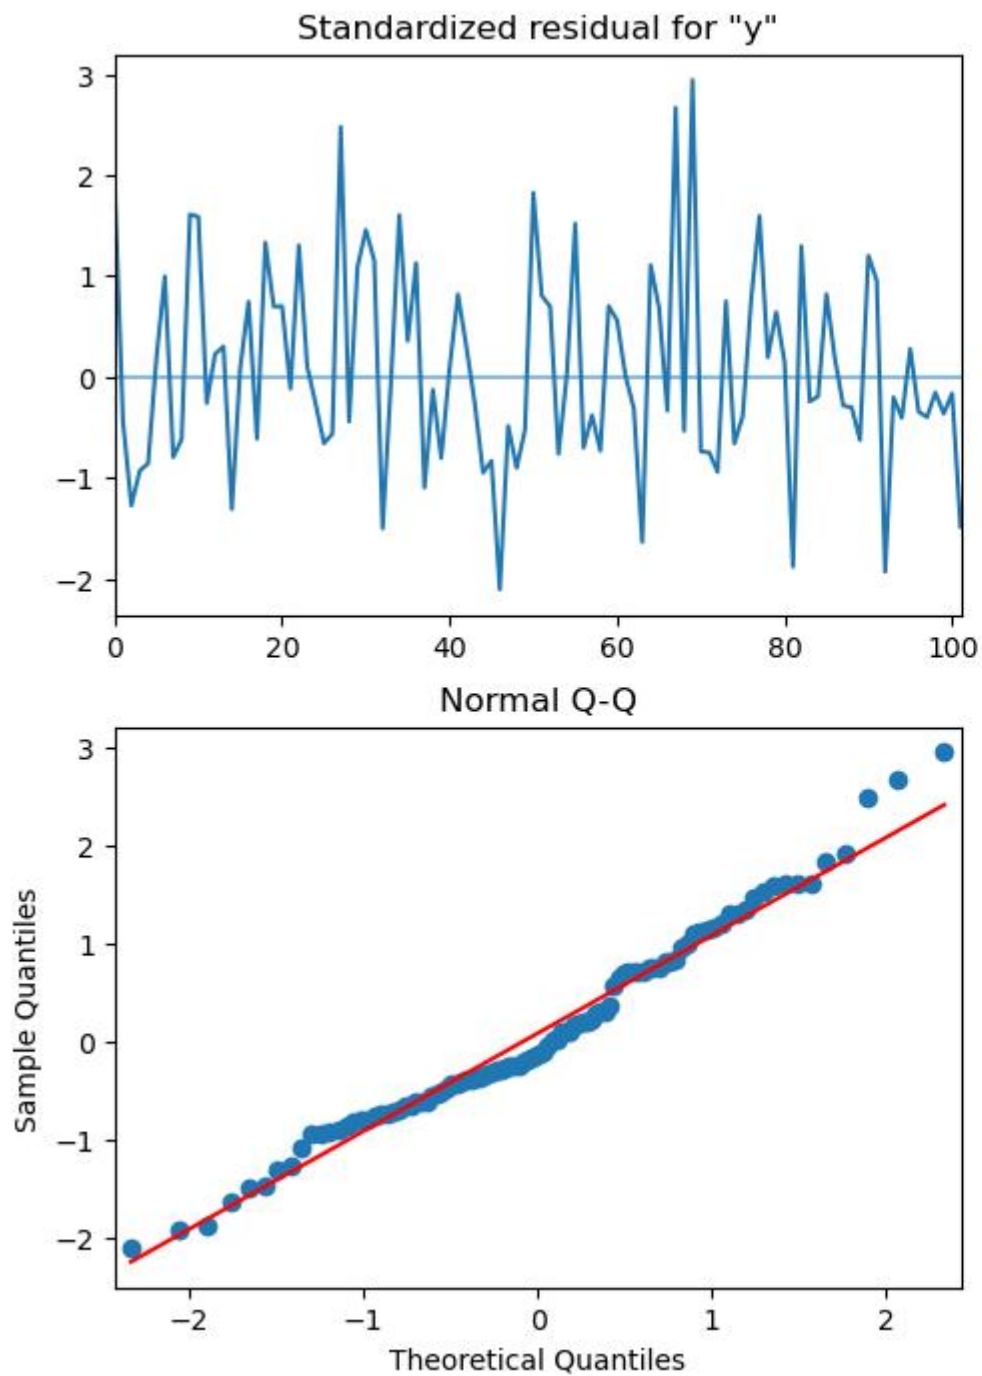 Standardized residual for "y"
3
2
1
0
−1
−2
0 20 40 60 80 100
Normal Q-Q
3
2
1
0
−1
−2
Sample Quantiles
−2 −1 0 1 2
Theoretical Quantiles